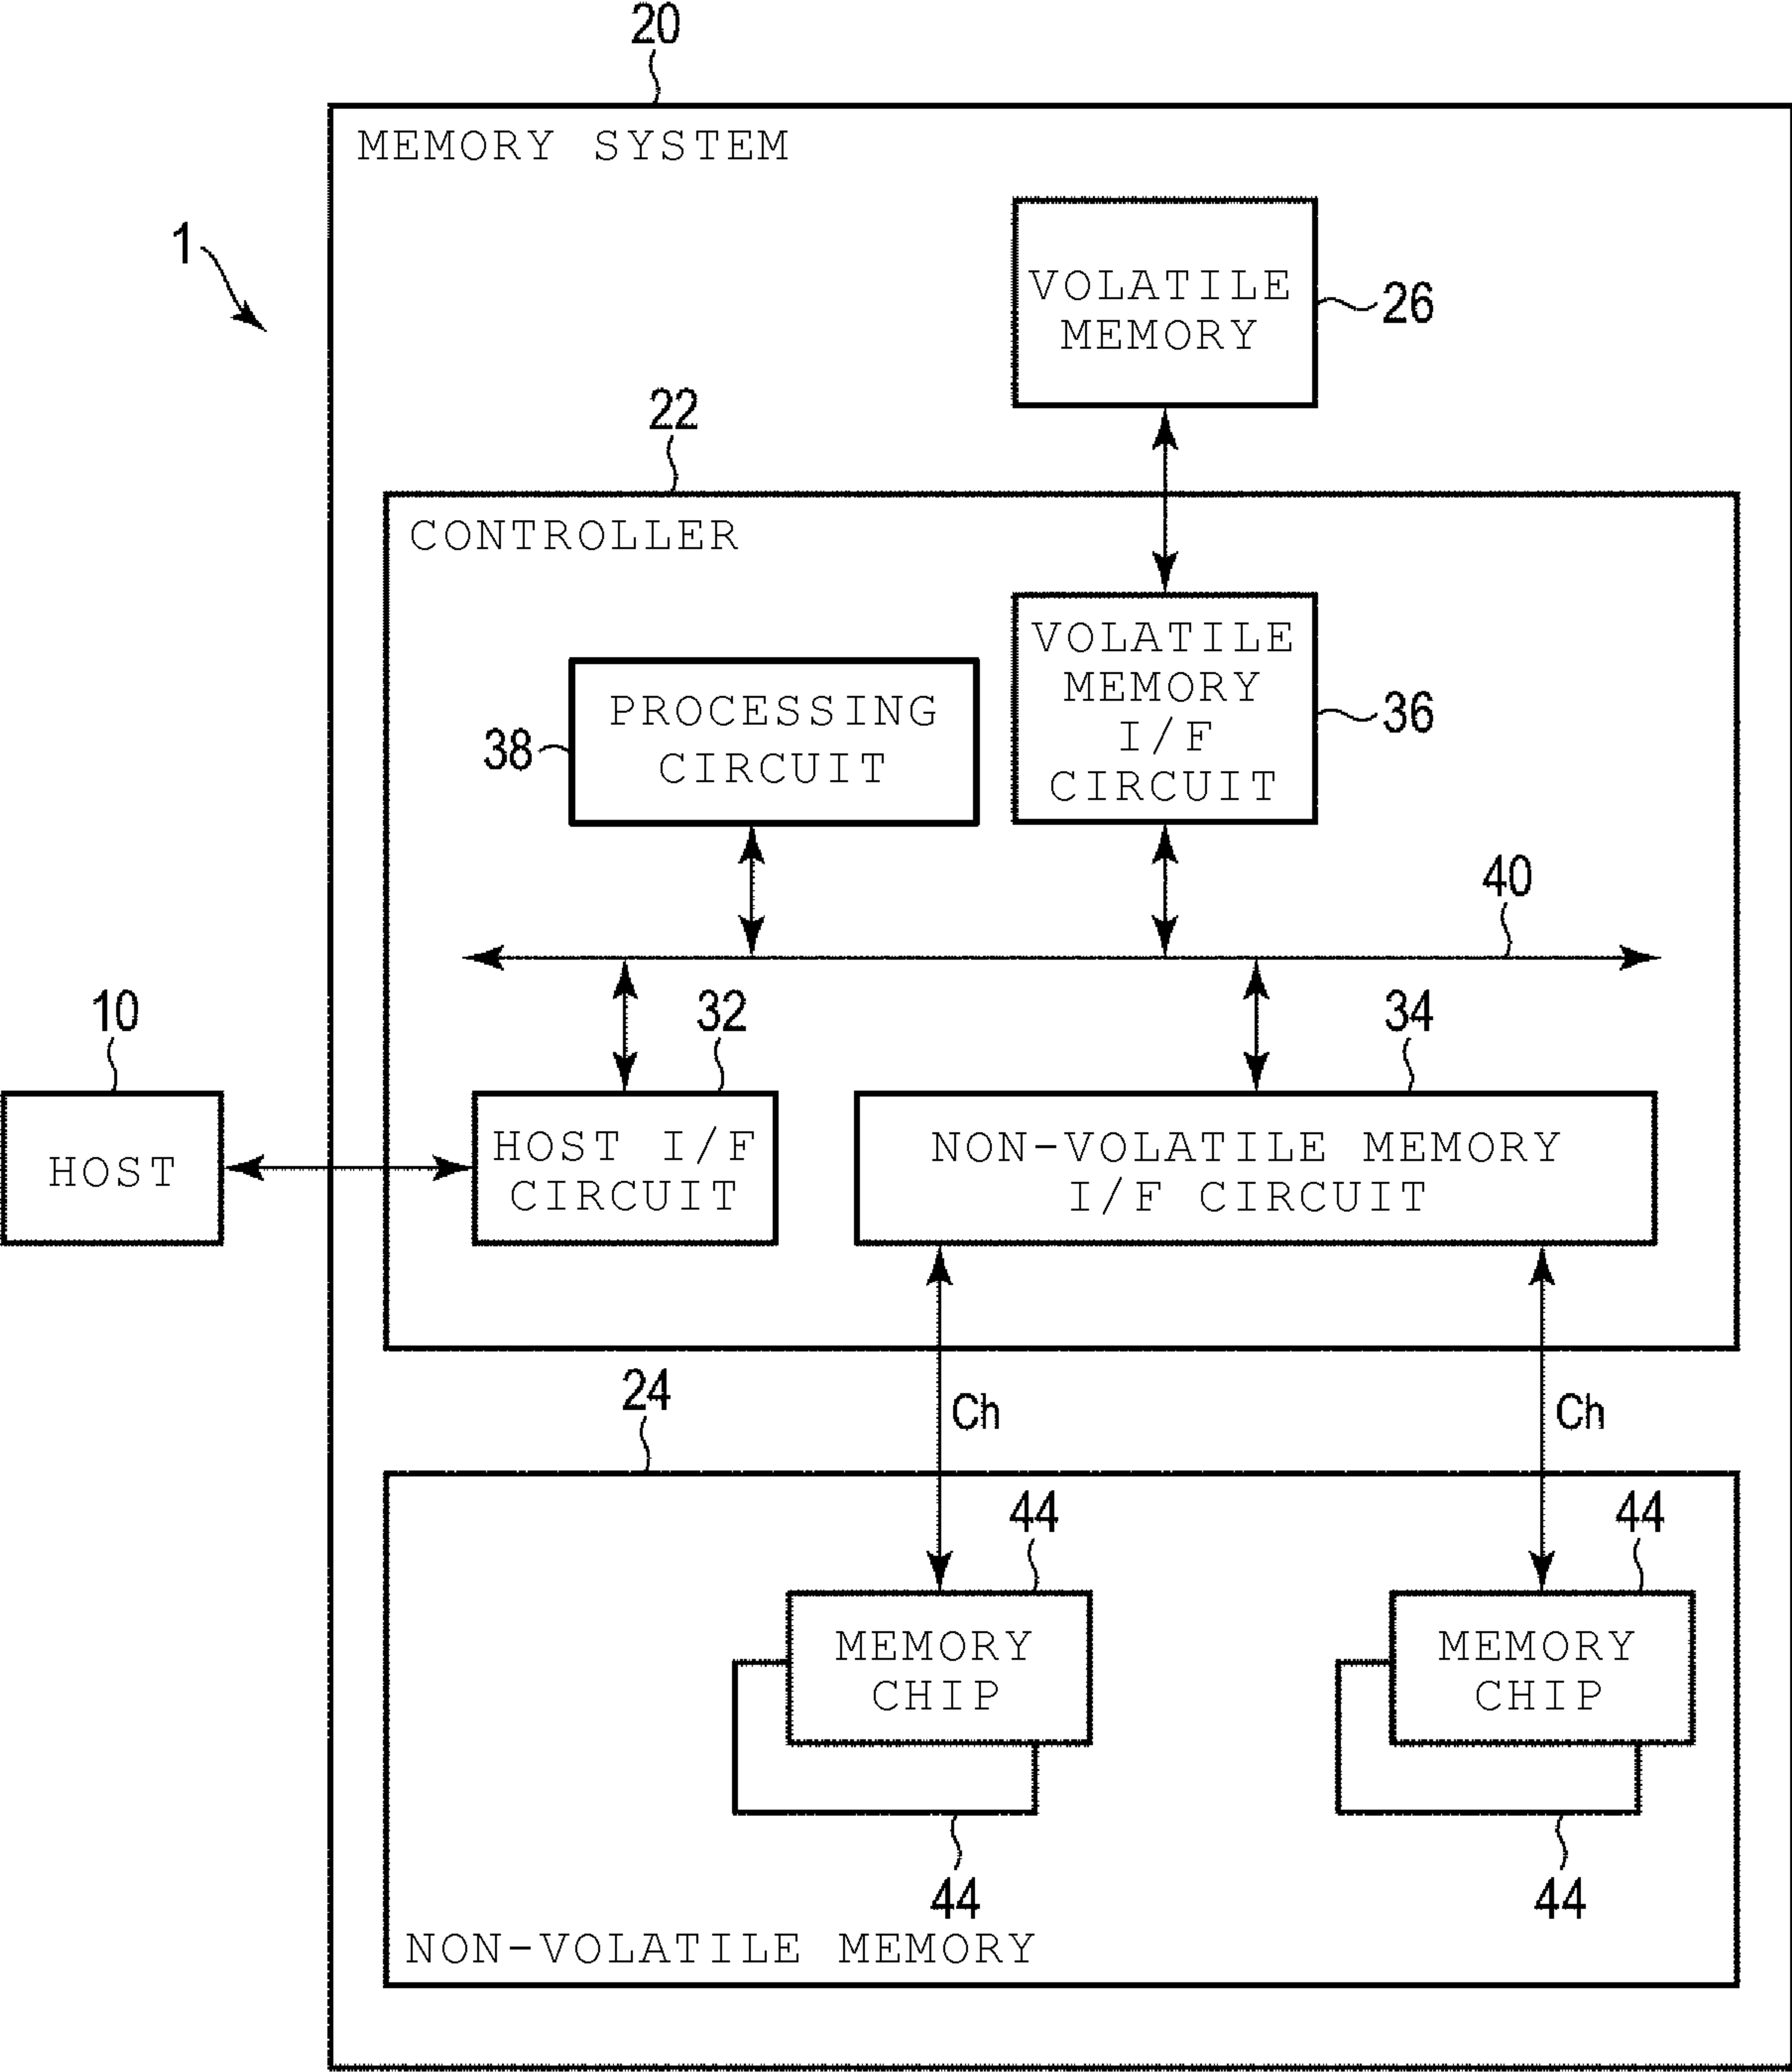 20
MEMORY SYSTEM
1
VOLATILE
MEMORY
26
22
CONTROLLER
VOLATILE
MEMORY
I/F
CIRCUIT
36
PROCESSING
CIRCUIT
38
40
10
32
34
HOST
HOST I/F
CIRCUIT
NON-VOLATILE MEMORY
I/F CIRCUIT
24
Ch
Ch
44
44
MEMORY
CHIP
MEMORY
CHIP
44
44
NON-VOLATILE MEMORY